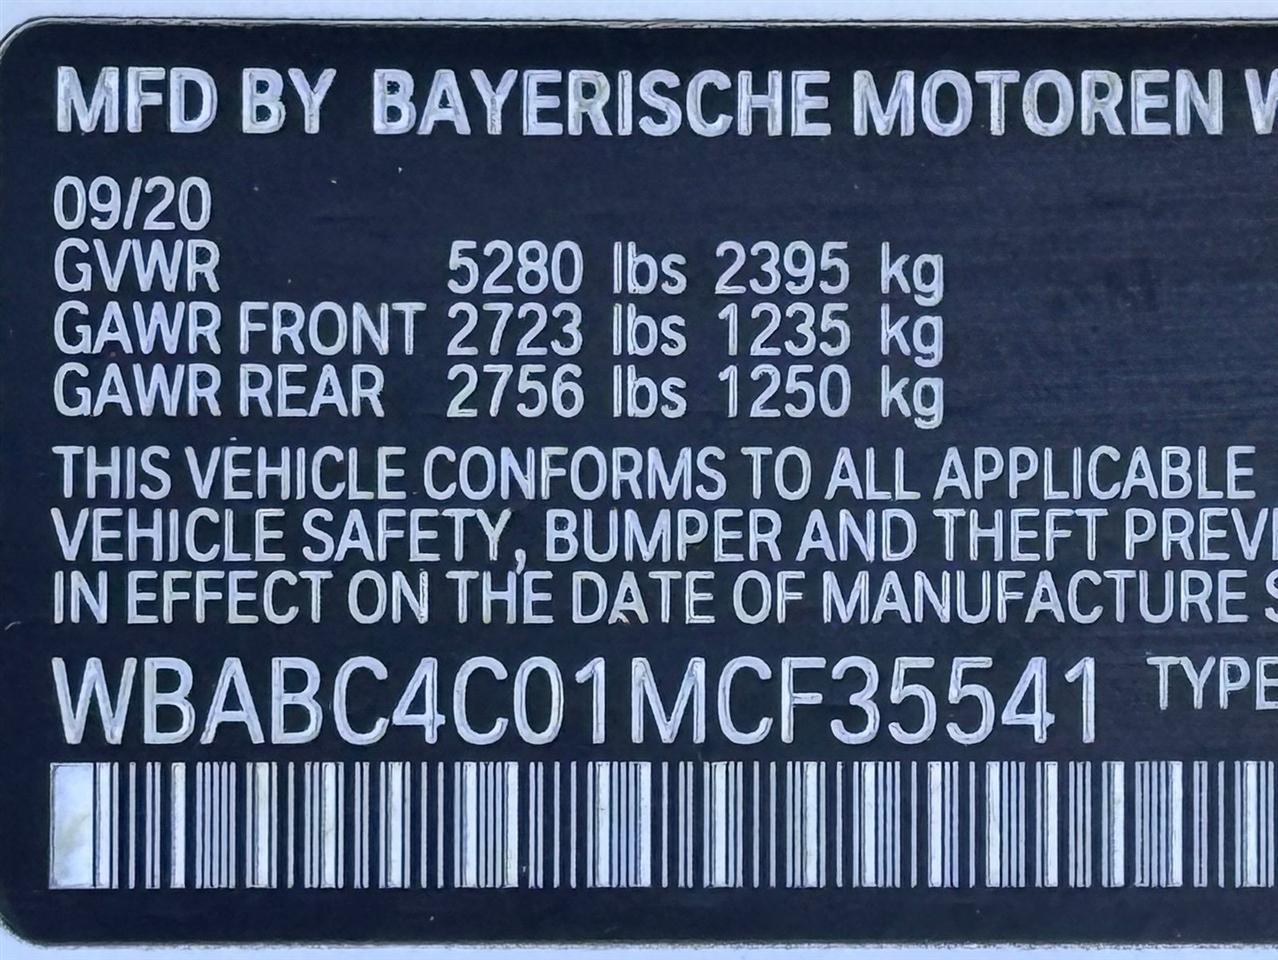 MFD BY BAYERISCHE MOTOREN W
09/20
GVWR 5280 lbs 2395 kg
GAWR FRONT 2723 lbs 1235 kg
GAWR REAR 2756 lbs 1250 kg
THIS VEHICLE CONFORMS TO ALL APPLICABLE
VEHICLE SAFETY, BUMPER AND THEFT PREVE
IN EFFECT ON THE DATE OF MANUFACTURE S
WBABC4C01MCF35541 TYPE